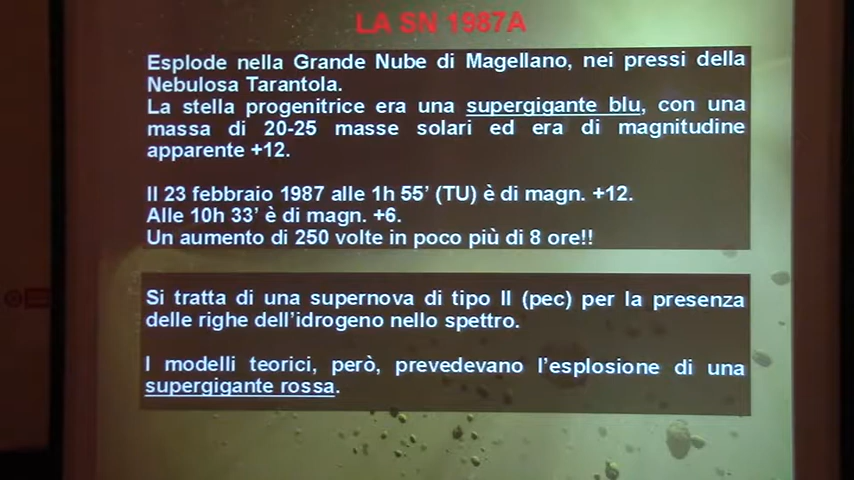 LA SN 1987A
Esplode nella Grande Nube di Magellano, nei pressi della
Nebulosa Tarantola.
La stella progenitrice era una supergigante blu, con una
massa di 20-25 masse solari ed era di magnitudine
apparente +12.
Il 23 febbraio 1987 alle 1h 55' (TU) è di magn. +12.
Alle 10h 33' è di magn. +6.
Un aumento di 250 volte in poco più di 8 ore!!
Si tratta di una supernova di tipo II (pec) per la presenza
delle righe dell'idrogeno nello spettro.
I modelli teorici, però, prevedevano l'esplosione di una
supergigante rossa.